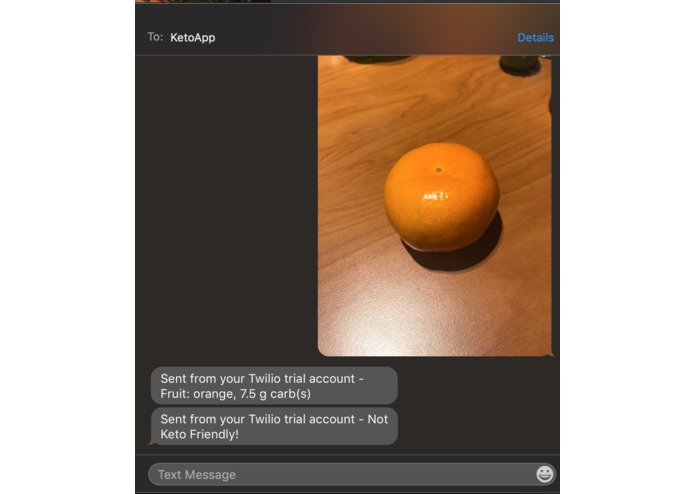 To: KetoApp Details
Sent from your Twilio trial account -
Fruit: orange, 7.5 g carb(s)
Sent from your Twilio trial account - Not
Keto Friendly!
Text Message